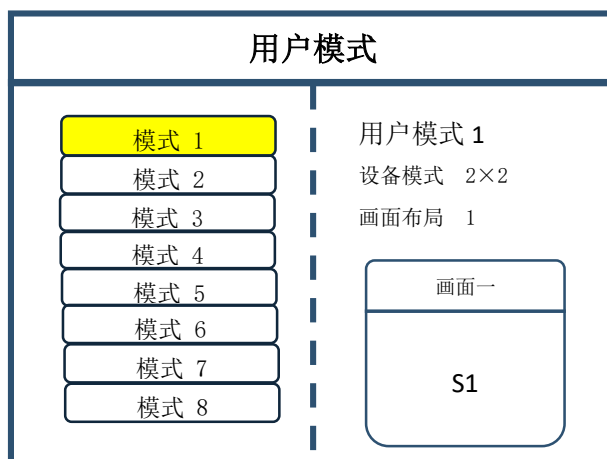 用户模式
模式 1
模式 2
模式 3
模式 4
模式 5
模式 6
模式 7
模式 8
用户模式 1
设备模式 2×2
画面布局 1
画面一
S1